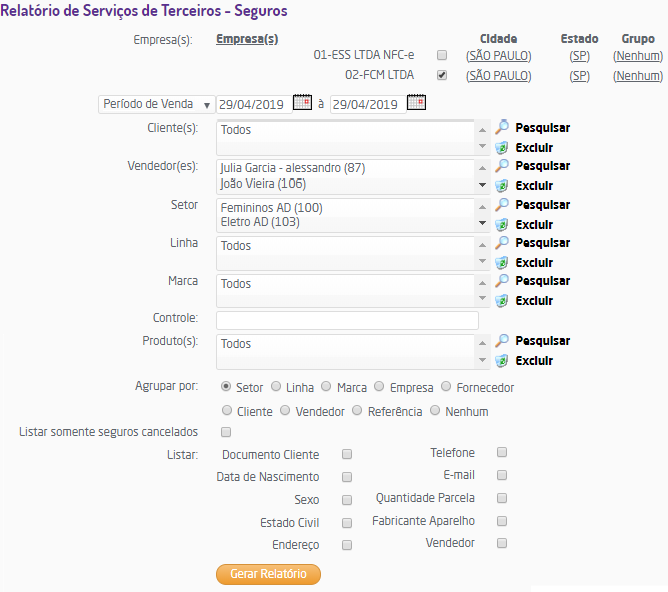 Relatório de Serviços de Terceiros – Seguros
Empresa(s): Empresa(s) Cidade Estado Grupo
01-ESS LTDA NFC-e (SÃO PAULO) (SP) (Nenhum)
02-FCM LTDA (SÃO PAULO) (SP) (Nenhum)
Período de Venda 29/04/2019 à 29/04/2019
Cliente(s): Todos Pesquisar
Excluir
Vendedor(es): Julia Garcia - alessandro (87) Pesquisar
João Vieira (106) Excluir
Setor Femininos AD (100) Pesquisar
Eletro AD (103) Excluir
Linha Todos Pesquisar
Excluir
Marca Todos Pesquisar
Excluir
Controle:
Produto(s): Todos Pesquisar
Excluir
Agrupar por: Setor Linha Marca Empresa Fornecedor
Cliente Vendedor Referência Nenhum
Listar somente seguros cancelados
Listar: Documento Cliente Telefone
Data de Nascimento E-mail
Sexo Quantidade Parcela
Estado Civil Fabricante Aparelho
Endereço Vendedor
Gerar Relatório